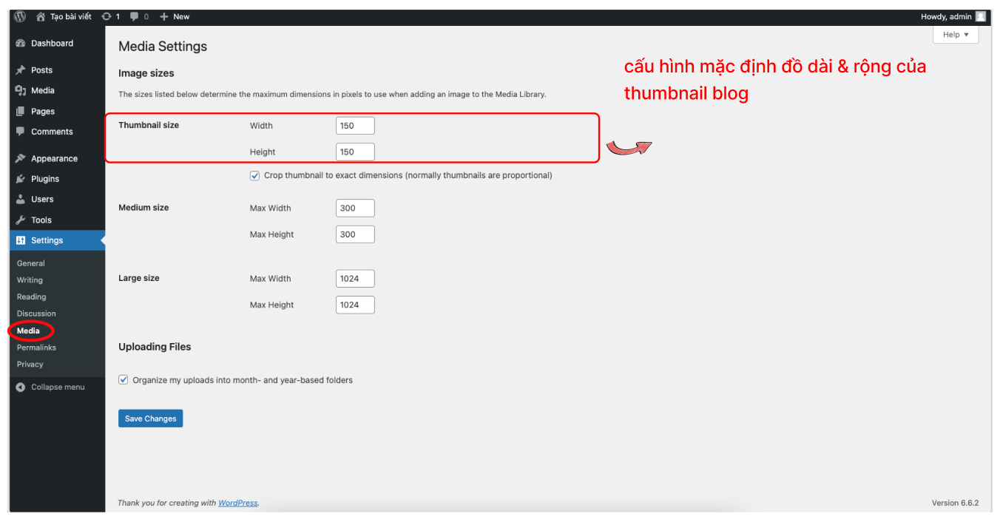 Tạo bài viết 1 0 New Howdy, admin
Help
Dashboard
Posts
Media
Pages
Comments
Appearance
Plugins
Users
Tools
Settings
General
Writing
Reading
Discussion
Media
Permalinks
Privacy
Collapse menu
Media Settings
Image sizes
The sizes listed below determine the maximum dimensions in pixels to use when adding an image to the Media Library.
Thumbnail size Width 150
Height 150
Crop thumbnail to exact dimensions (normally thumbnails are proportional)
Medium size Max Width 300
Max Height 300
Large size Max Width 1024
Max Height 1024
Uploading Files
Organize my uploads into month- and year-based folders
Save Changes
cấu hình mặc định đồ dài & rộng của
thumbnail blog
Thank you for creating with WordPress. Version 6.6.2